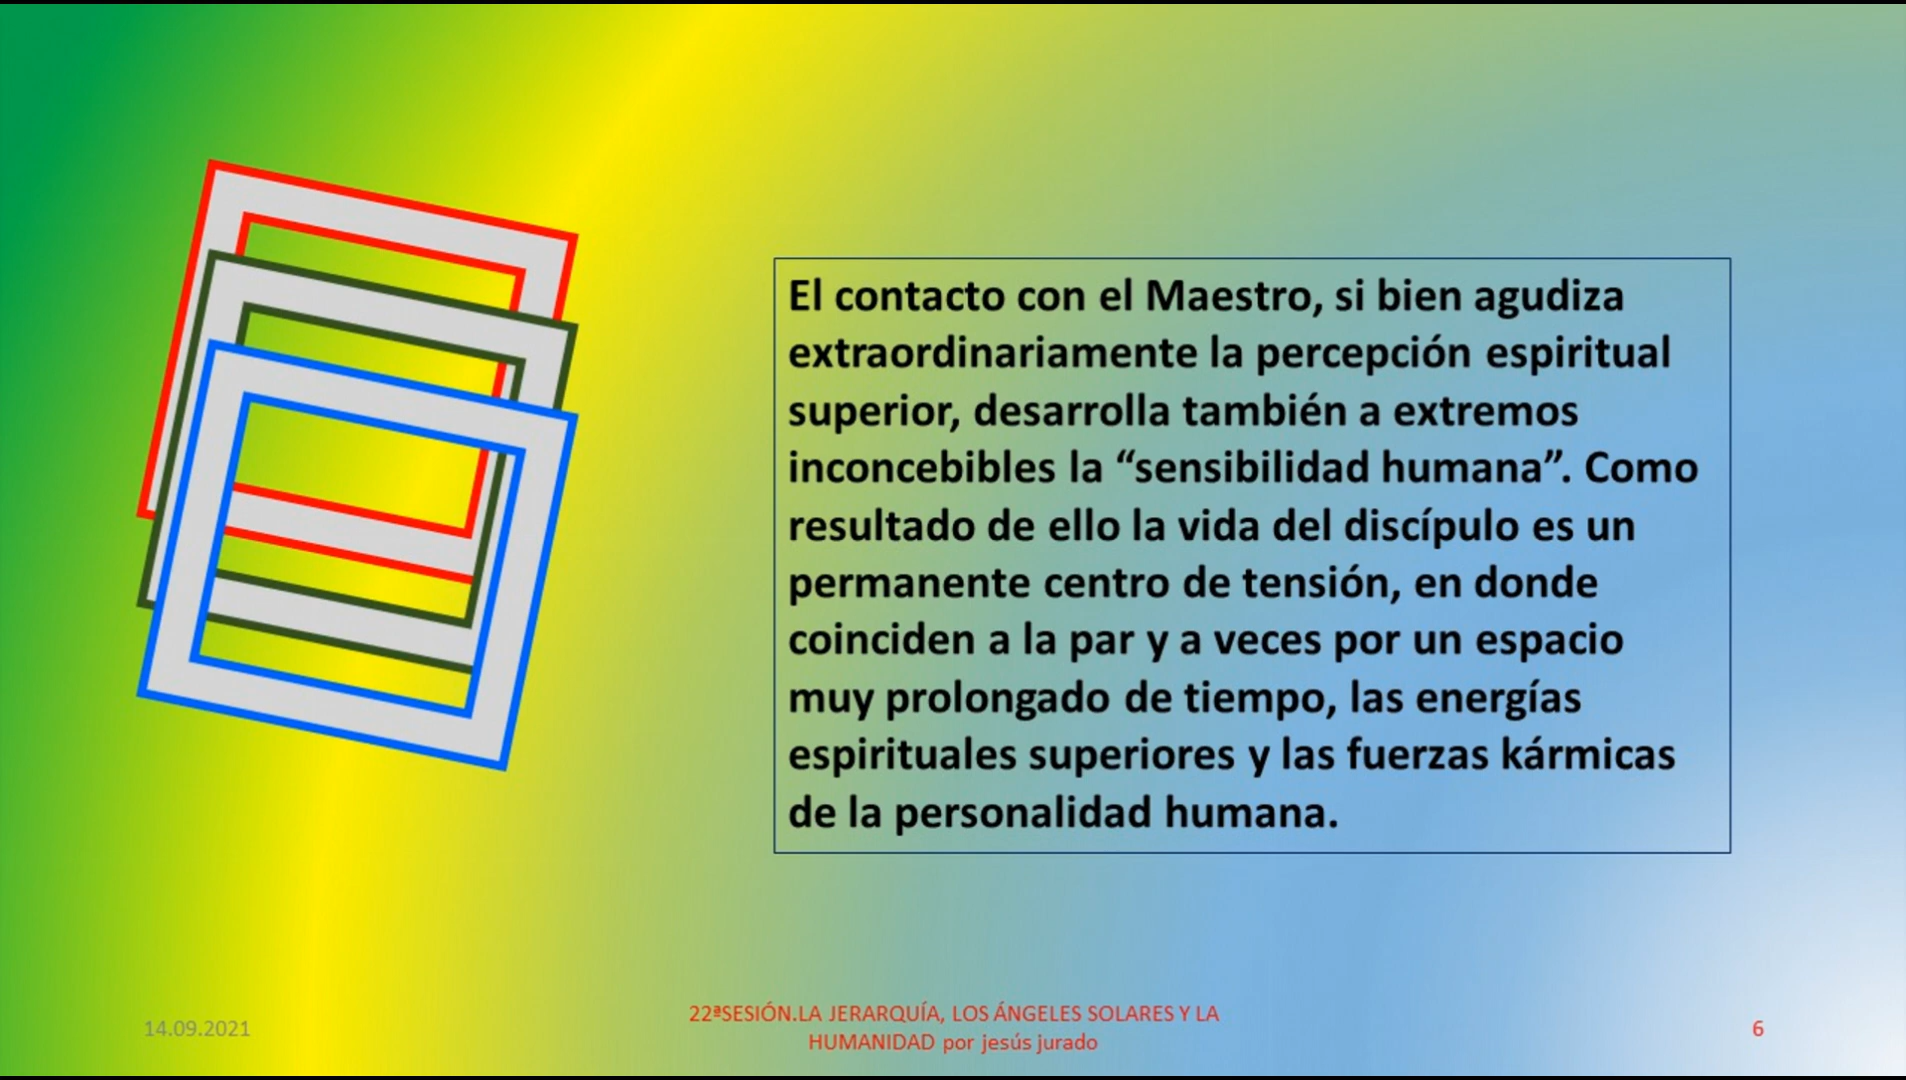 El contacto con el Maestro, si bien agudiza
extraordinariamente la percepción espiritual
superior, desarrolla también a extremos
inconcebibles la “sensibilidad humana”. Como
resultado de ello la vida del discípulo es un
permanente centro de tensión, en donde
coinciden a la par y a veces por un espacio
muy prolongado de tiempo, las energías
espirituales superiores y las fuerzas kármicas
de la personalidad humana.
14.09.2021
22ªSESIÓN.LA JERARQUÍA, LOS ÁNGELES SOLARES Y LA
HUMANIDAD por jesús jurado
6